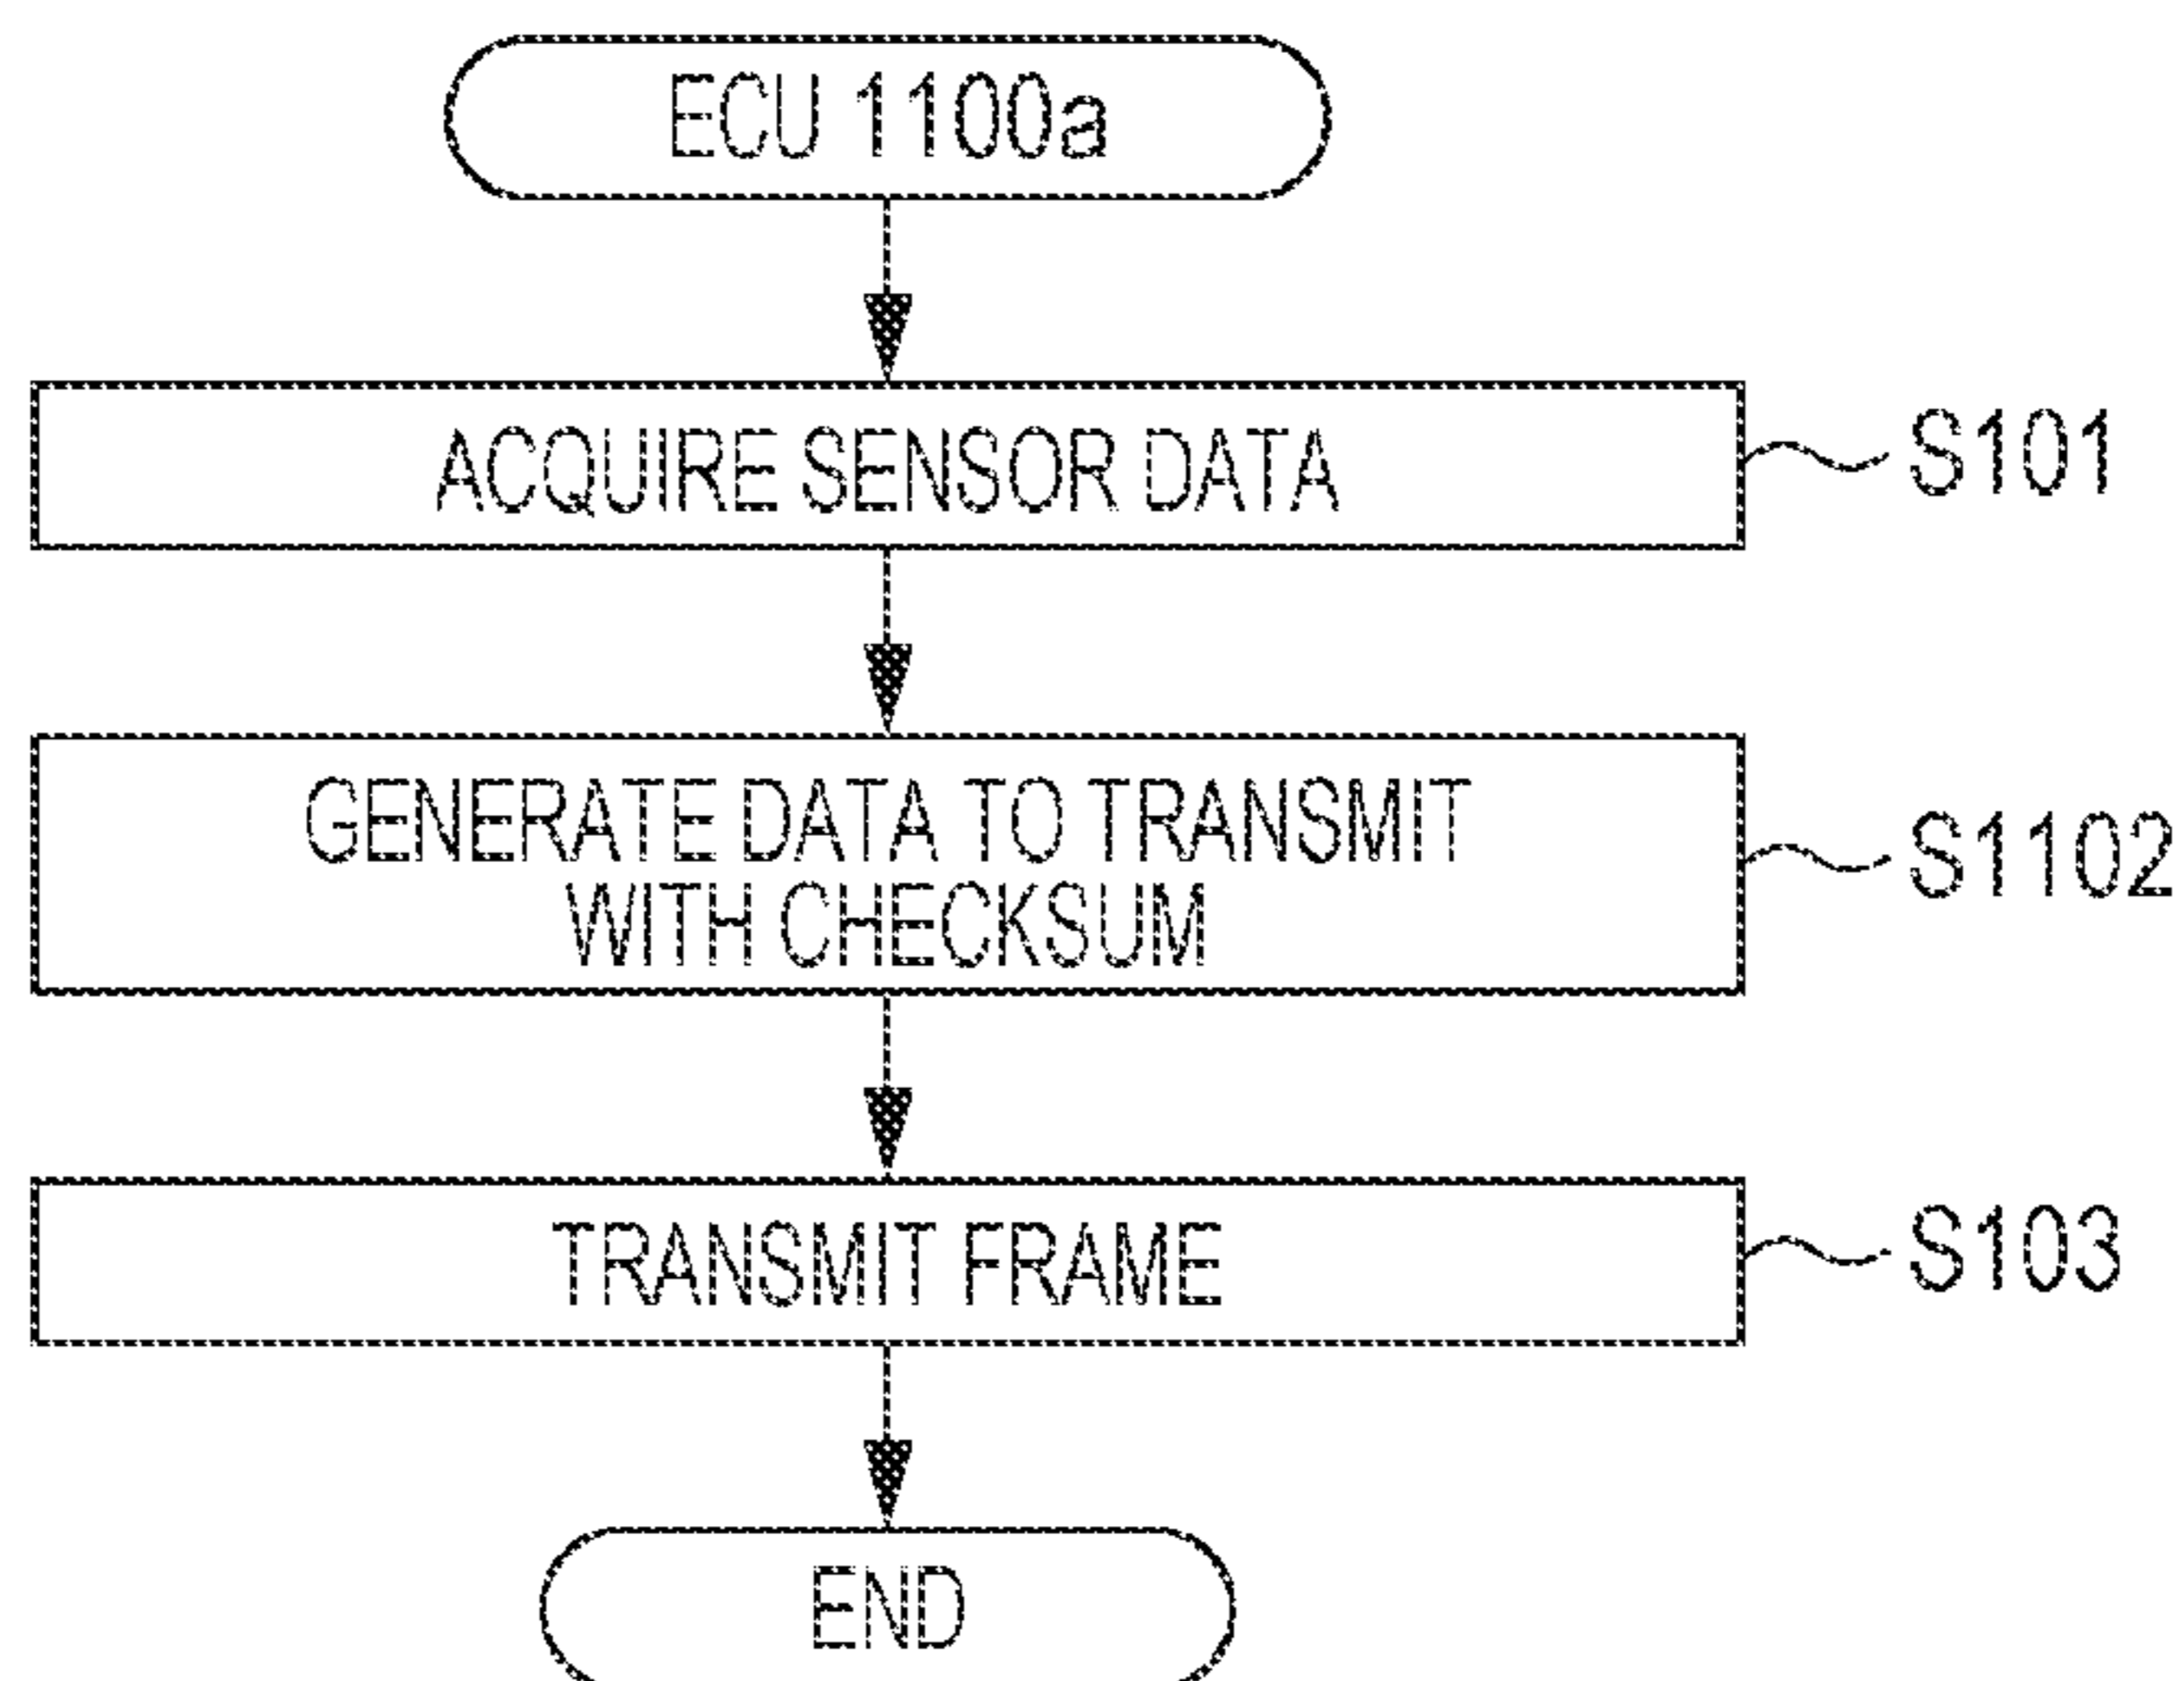 ECU 1100a
ACQUIRE SENSOR DATA
S101
GENERATE DATA TO TRANSMIT
WITH CHECKSUM
S1102
TRANSMIT FRAME
S103
END